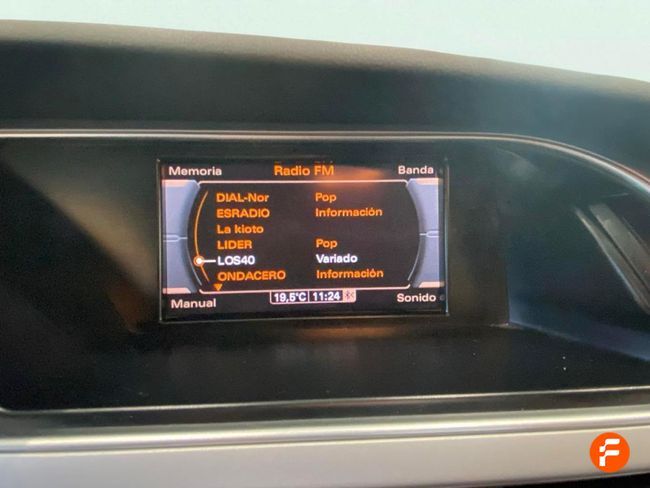 Memoria Radio FM Banda
DIAL-Nor Pop
ESRADIO Información
La kioto
LIDER Pop
LOS40 Variado
ONDACERO Información
Manual 19,5°C 11:24 Sonido